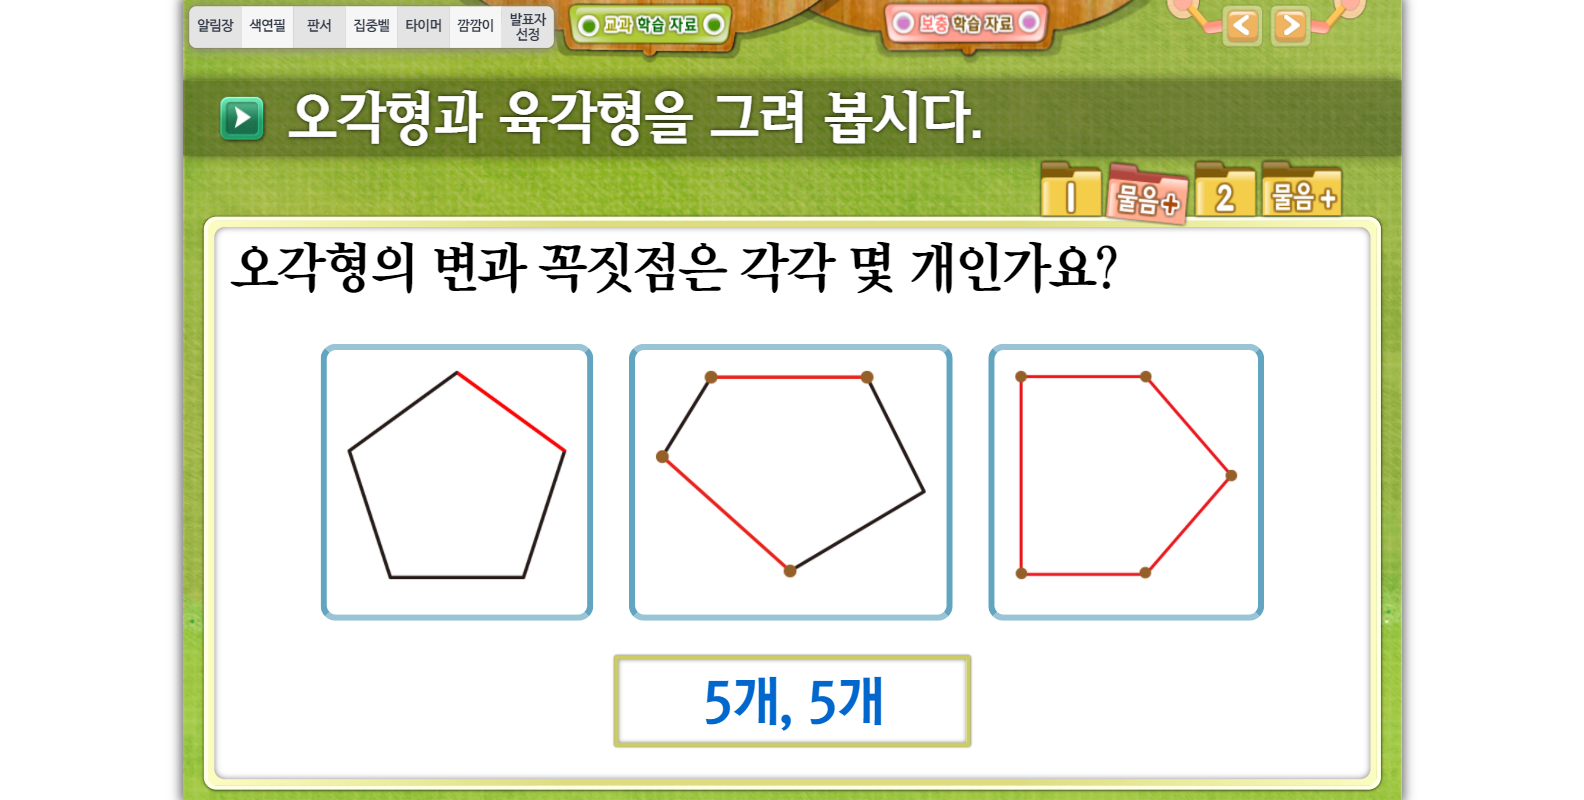 알림장 색연필 판서 집중벨 타이머 깜깜이 발표자
선정
교과 학습 자료
보충 학습 자료
오각형과 육각형을 그려 봅시다.
1 물음+ 2 물음+
오각형의 변과 꼭짓점은 각각 몇 개인가요?
5개, 5개